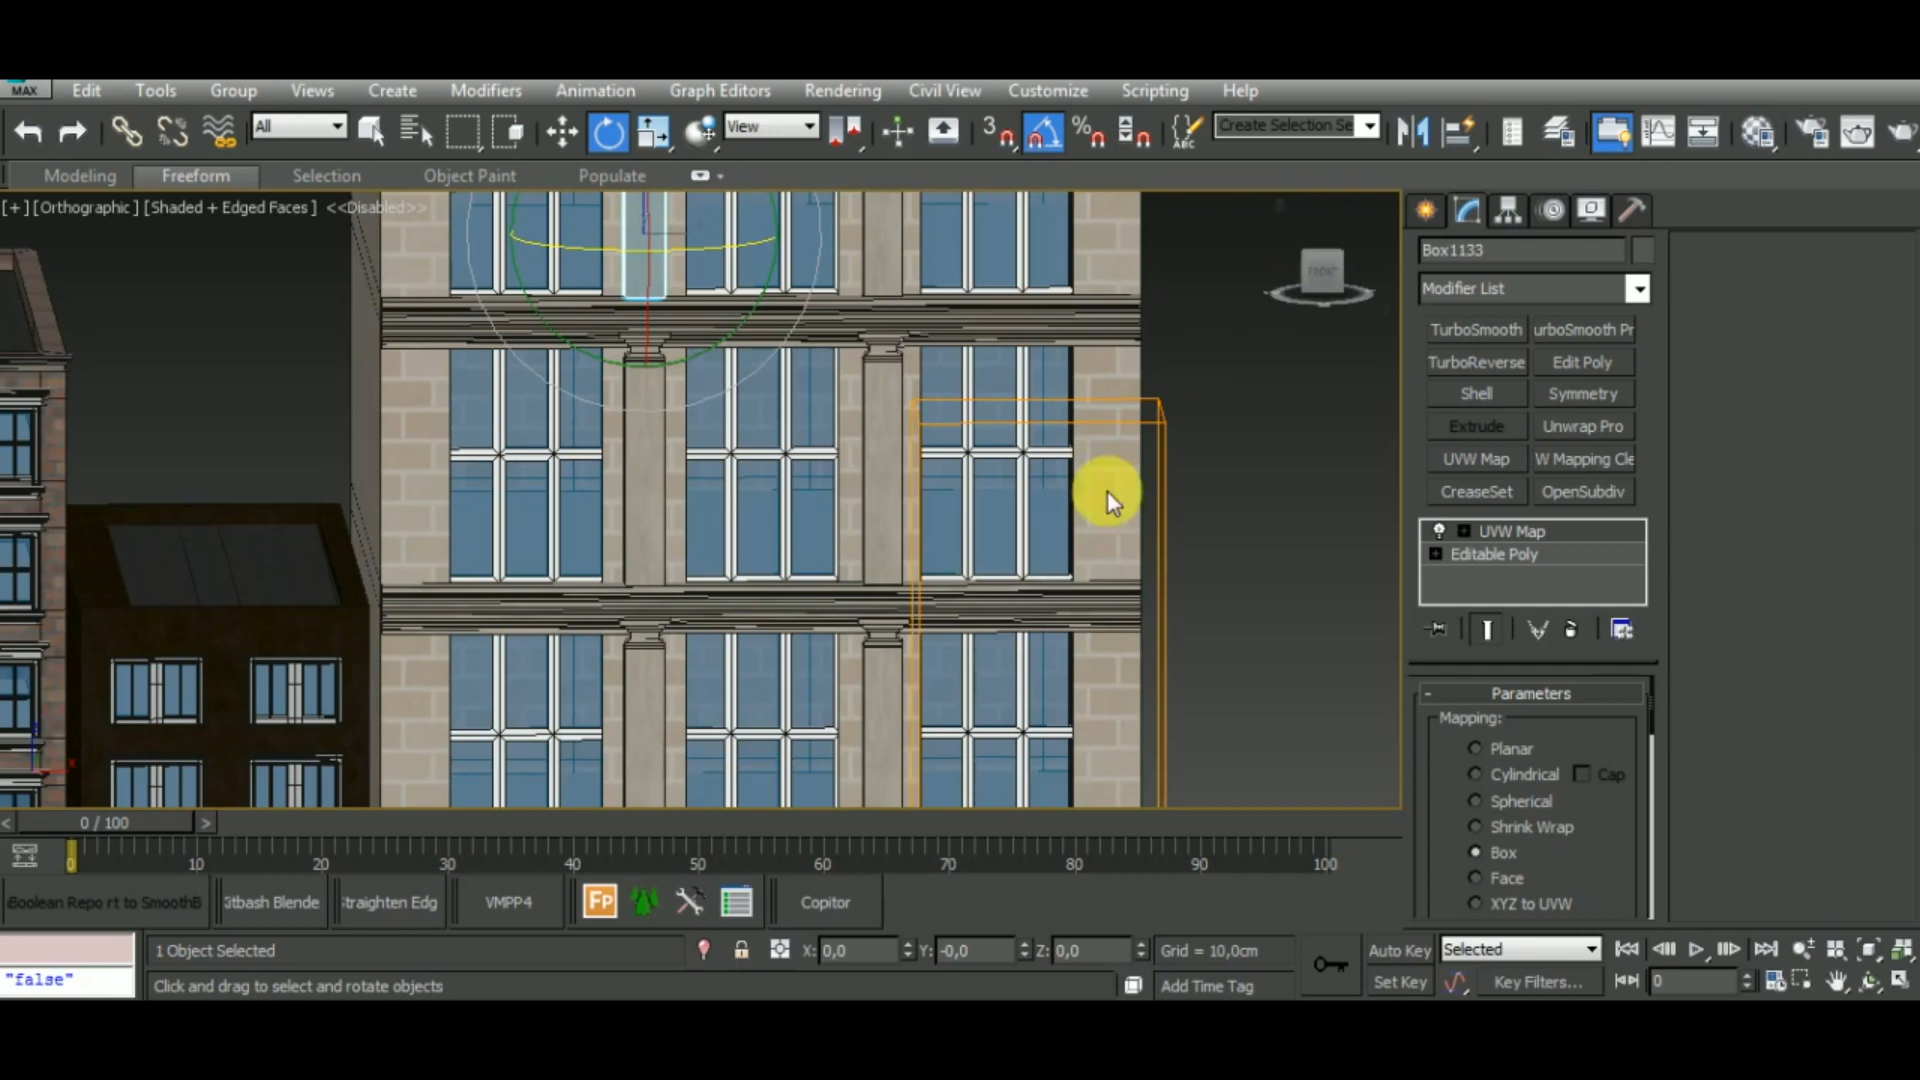 MAX Edit Tools Group Views Create Modifiers Animation Graph Editors Rendering Civil View Customize Scripting Help
All View 3 % ABC Create Selection Se
Modeling Freeform Selection Object Paint Populate
[+] [Orthographic] [Shaded + Edged Faces] <<Disabled>>
FRONT
Box1133
Modifier List
TurboSmooth urboSmooth Pr
TurboReverse Edit Poly
Shell Symmetry
Extrude Unwrap Pro
UVW Map W Mapping Cle
CreaseSet OpenSubdiv
UVW Map
Editable Poly
Parameters
Mapping:
Planar
Cylindrical Cap
Spherical
Shrink Wrap
Box
Face
XYZ to UVW
x
< 0 / 100 >
0 10 20 30 40 50 60 70 80 90 100
Boolean Repo rt to SmoothB itbash Blende traighten Edg VMPP4 Fp Copitor
1 Object Selected X: 0,0 Y: -0,0 Z: 0,0 Grid = 10,0cm Auto Key Selected
"false" Click and drag to select and rotate objects Add Time Tag Set Key Key Filters... 0